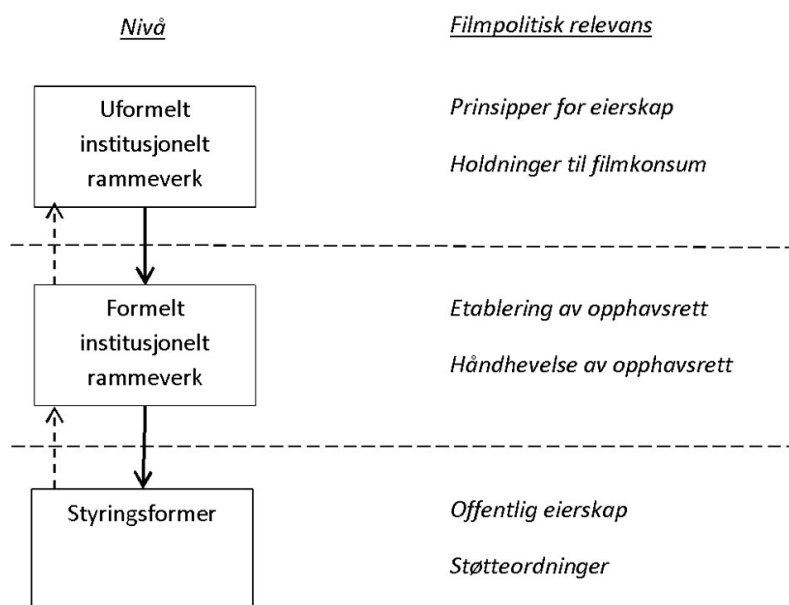 Nivå
Filmpolitisk relevans
Uformelt
institusjonelt
rammeverk
Prinsipper for eierskap
Holdninger til filmkonsum
Formelt
institusjonelt
rammeverk
Etablering av opphavsrett
Håndhevelse av opphavsrett
Styringsformer
Offentlig eierskap
Støtteordninger